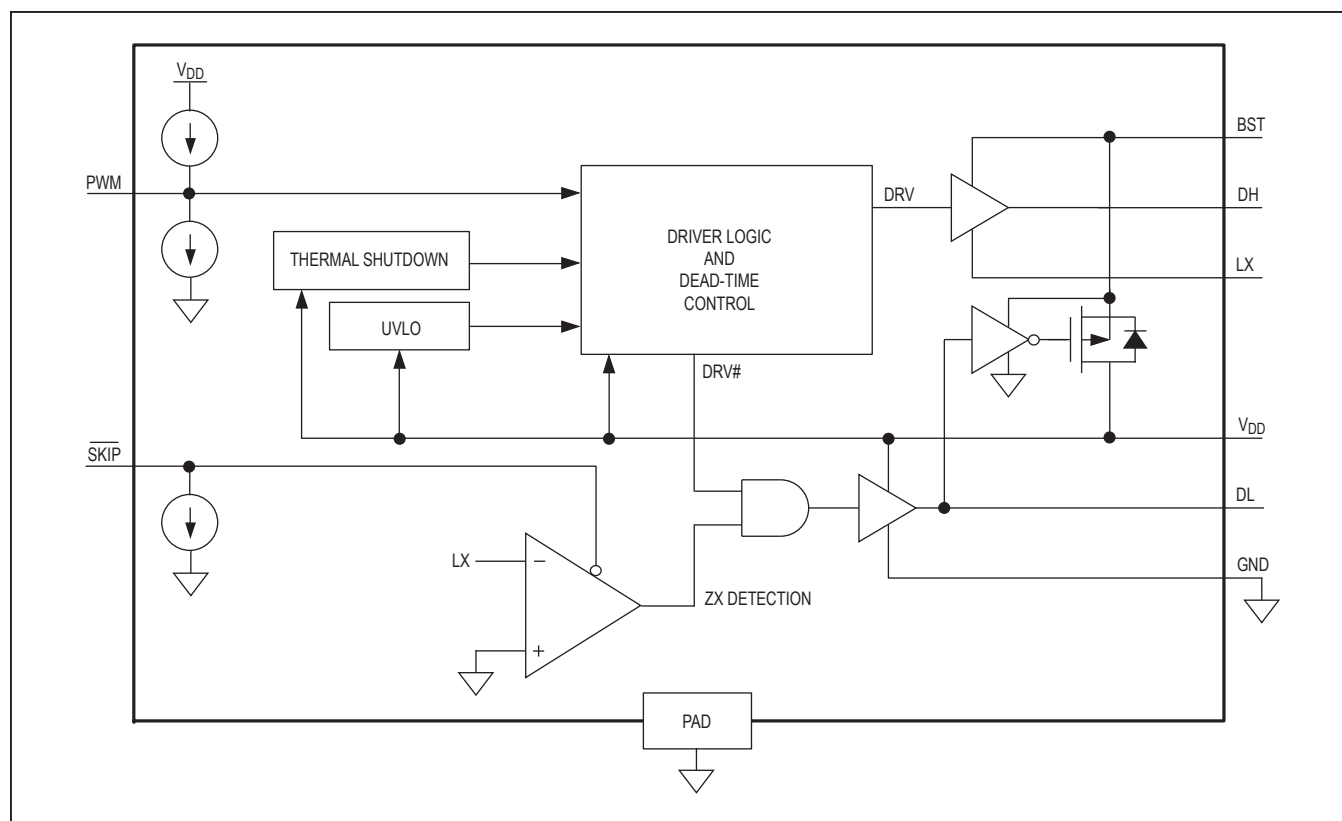 VDD
BST
PWM
DRV
DH
DRIVER LOGIC
AND
DEAD-TIME
CONTROL
THERMAL SHUTDOWN
LX
UVLO
DRV#
VDD
SKIP
DL
LX
−
GND
ZX DETECTION
+
PAD